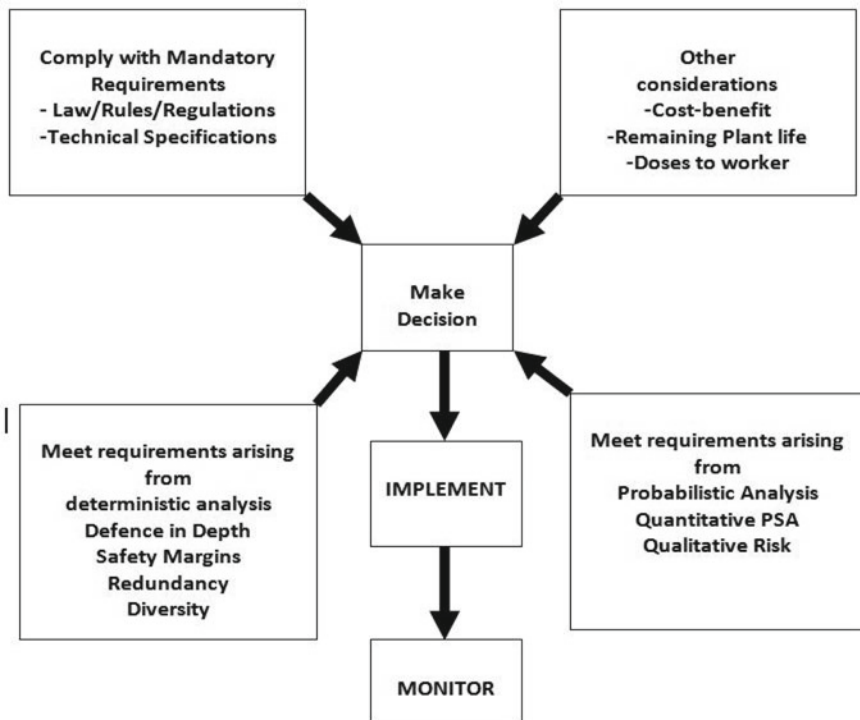 Comply with Mandatory
Requirements
- Law/Rules/Regulations
-Technical Specifications
Other
considerations
-Cost-benefit
-Remaining Plant life
-Doses to worker
Make
Decision
Meet requirements arising
from
deterministic analysis
Defence in Depth
Safety Margins
Redundancy
Diversity
IMPLEMENT
Meet requirements arising
from
Probabilistic Analysis
Quantitative PSA
Qualitative Risk
MONITOR